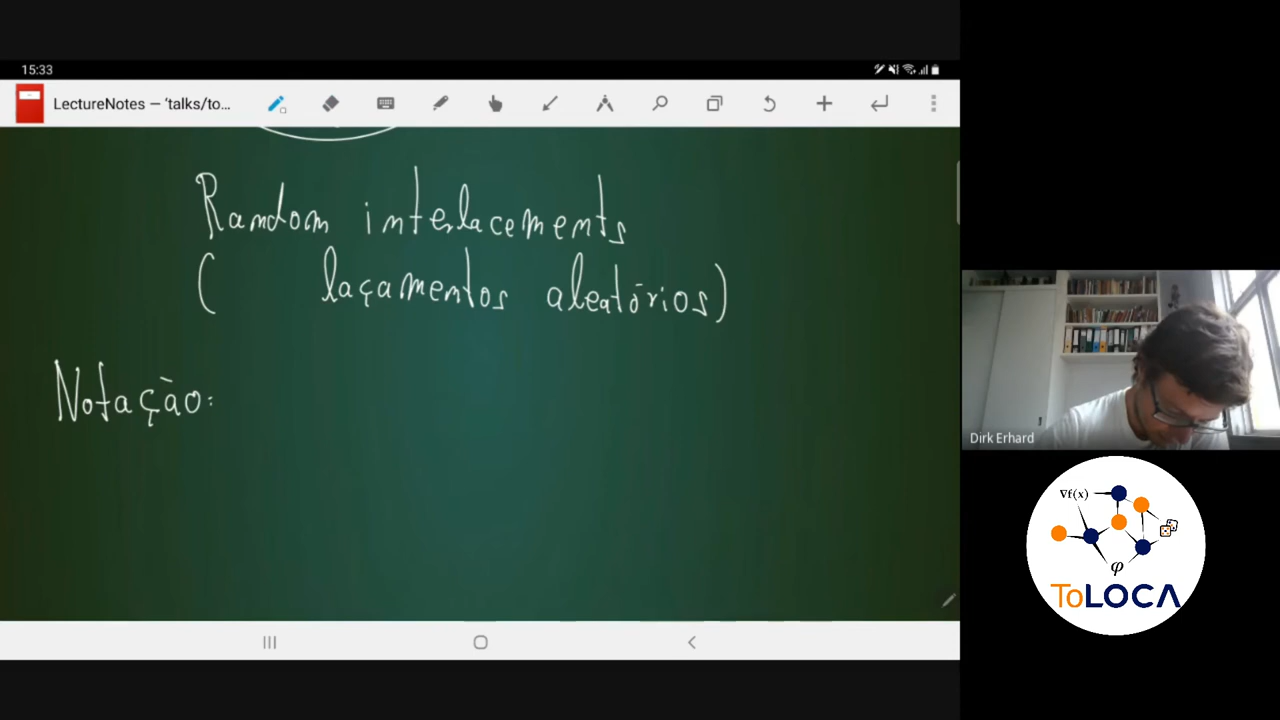 15:33
LectureNotes — 'talks/to...
Random interlacements
( laçamentos aleatórios)
Notação:
Dirk Erhard
∇f(x)
φ
ToLOCA